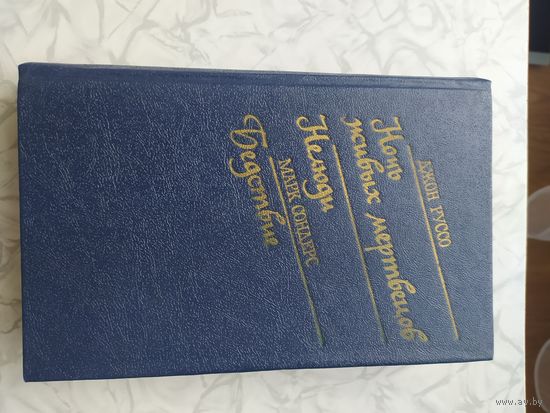 ДЖОН РУССО
Ночь
живых мертвецов
Нелюди
МАРК СОНДЕРС
Бедствие
www.ay.by